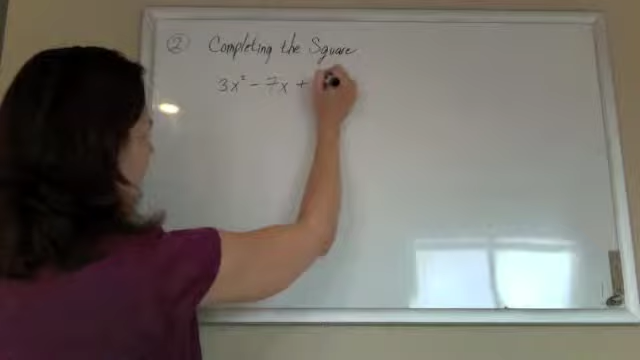 ② Completing the Square
3x² - 7x +